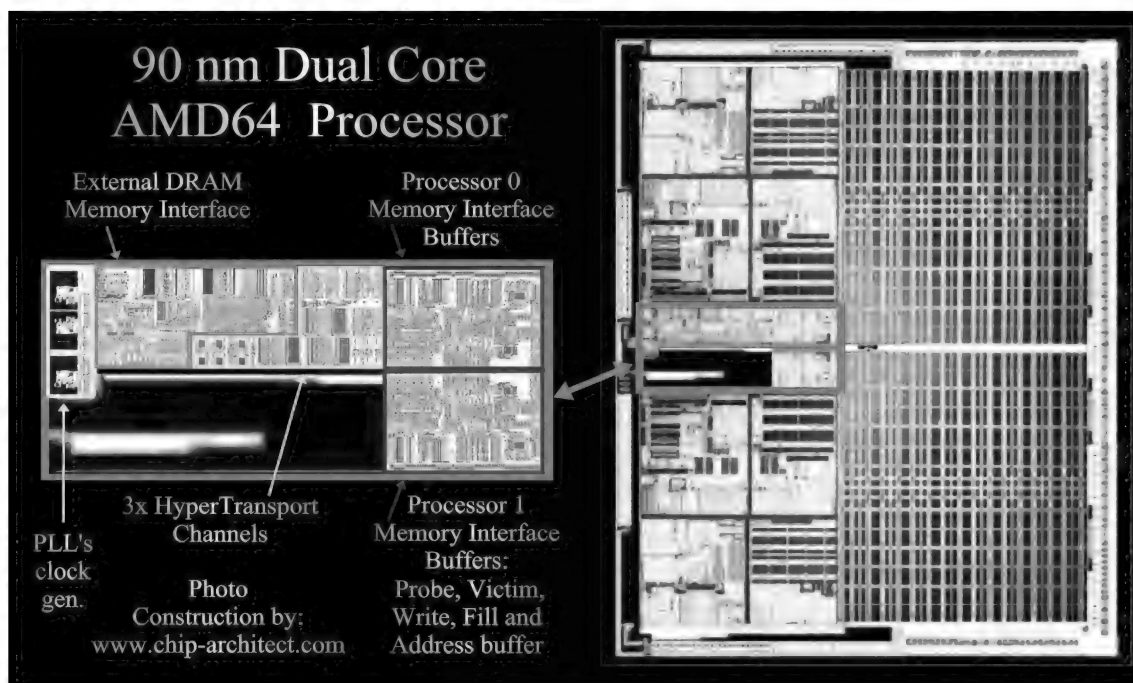 90 nm Dual Core
AMD64 Processor
External DRAM
Memory Interface
Processor 0
Memory Interface
Buffers
3x HyperTransport
Channels
PLL's
clock
gen.
Processor 1
Memory Interface
Buffers:
Probe, Victim,
Write, Fill and
Address buffer
Photo
Construction by:
www.chip-architect.com